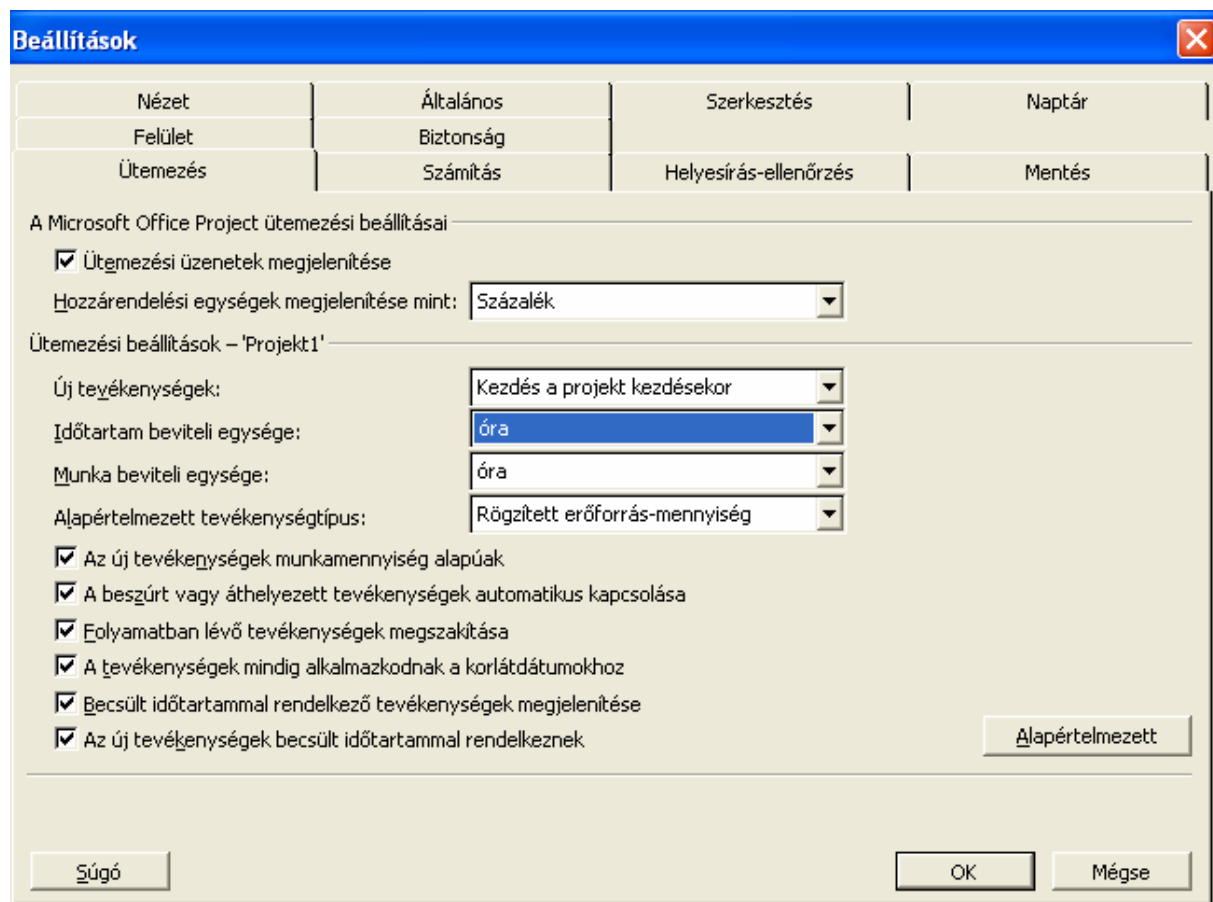 Beállítások
Nézet Általános Szerkesztés Naptár
Felület Biztonság
Ütemezés Számítás Helyesírás-ellenőrzés Mentés
A Microsoft Office Project ütemezési beállításai
Ütemezési üzenetek megjelenítése
Hozzárendelési egységek megjelenítése mint: Százalék
Ütemezési beállítások – 'Projekt1'
Új tevékenységek: Kezdés a projekt kezdésekor
Időtartam beviteli egysége: óra
Munka beviteli egysége: óra
Alapértelmezett tevékenységtípus: Rögzített erőforrás-mennyiség
Az új tevékenységek munkamennyiség alapúak
A beszúrt vagy áthelyezett tevékenységek automatikus kapcsolása
Folyamatban lévő tevékenységek megszakítása
A tevékenységek mindig alkalmazkodnak a korlátdátumokhoz
Becsült időtartammal rendelkező tevékenységek megjelenítése
Az új tevékenységek becsült időtartammal rendelkeznek Alapértelmezett
Súgó OK Mégse